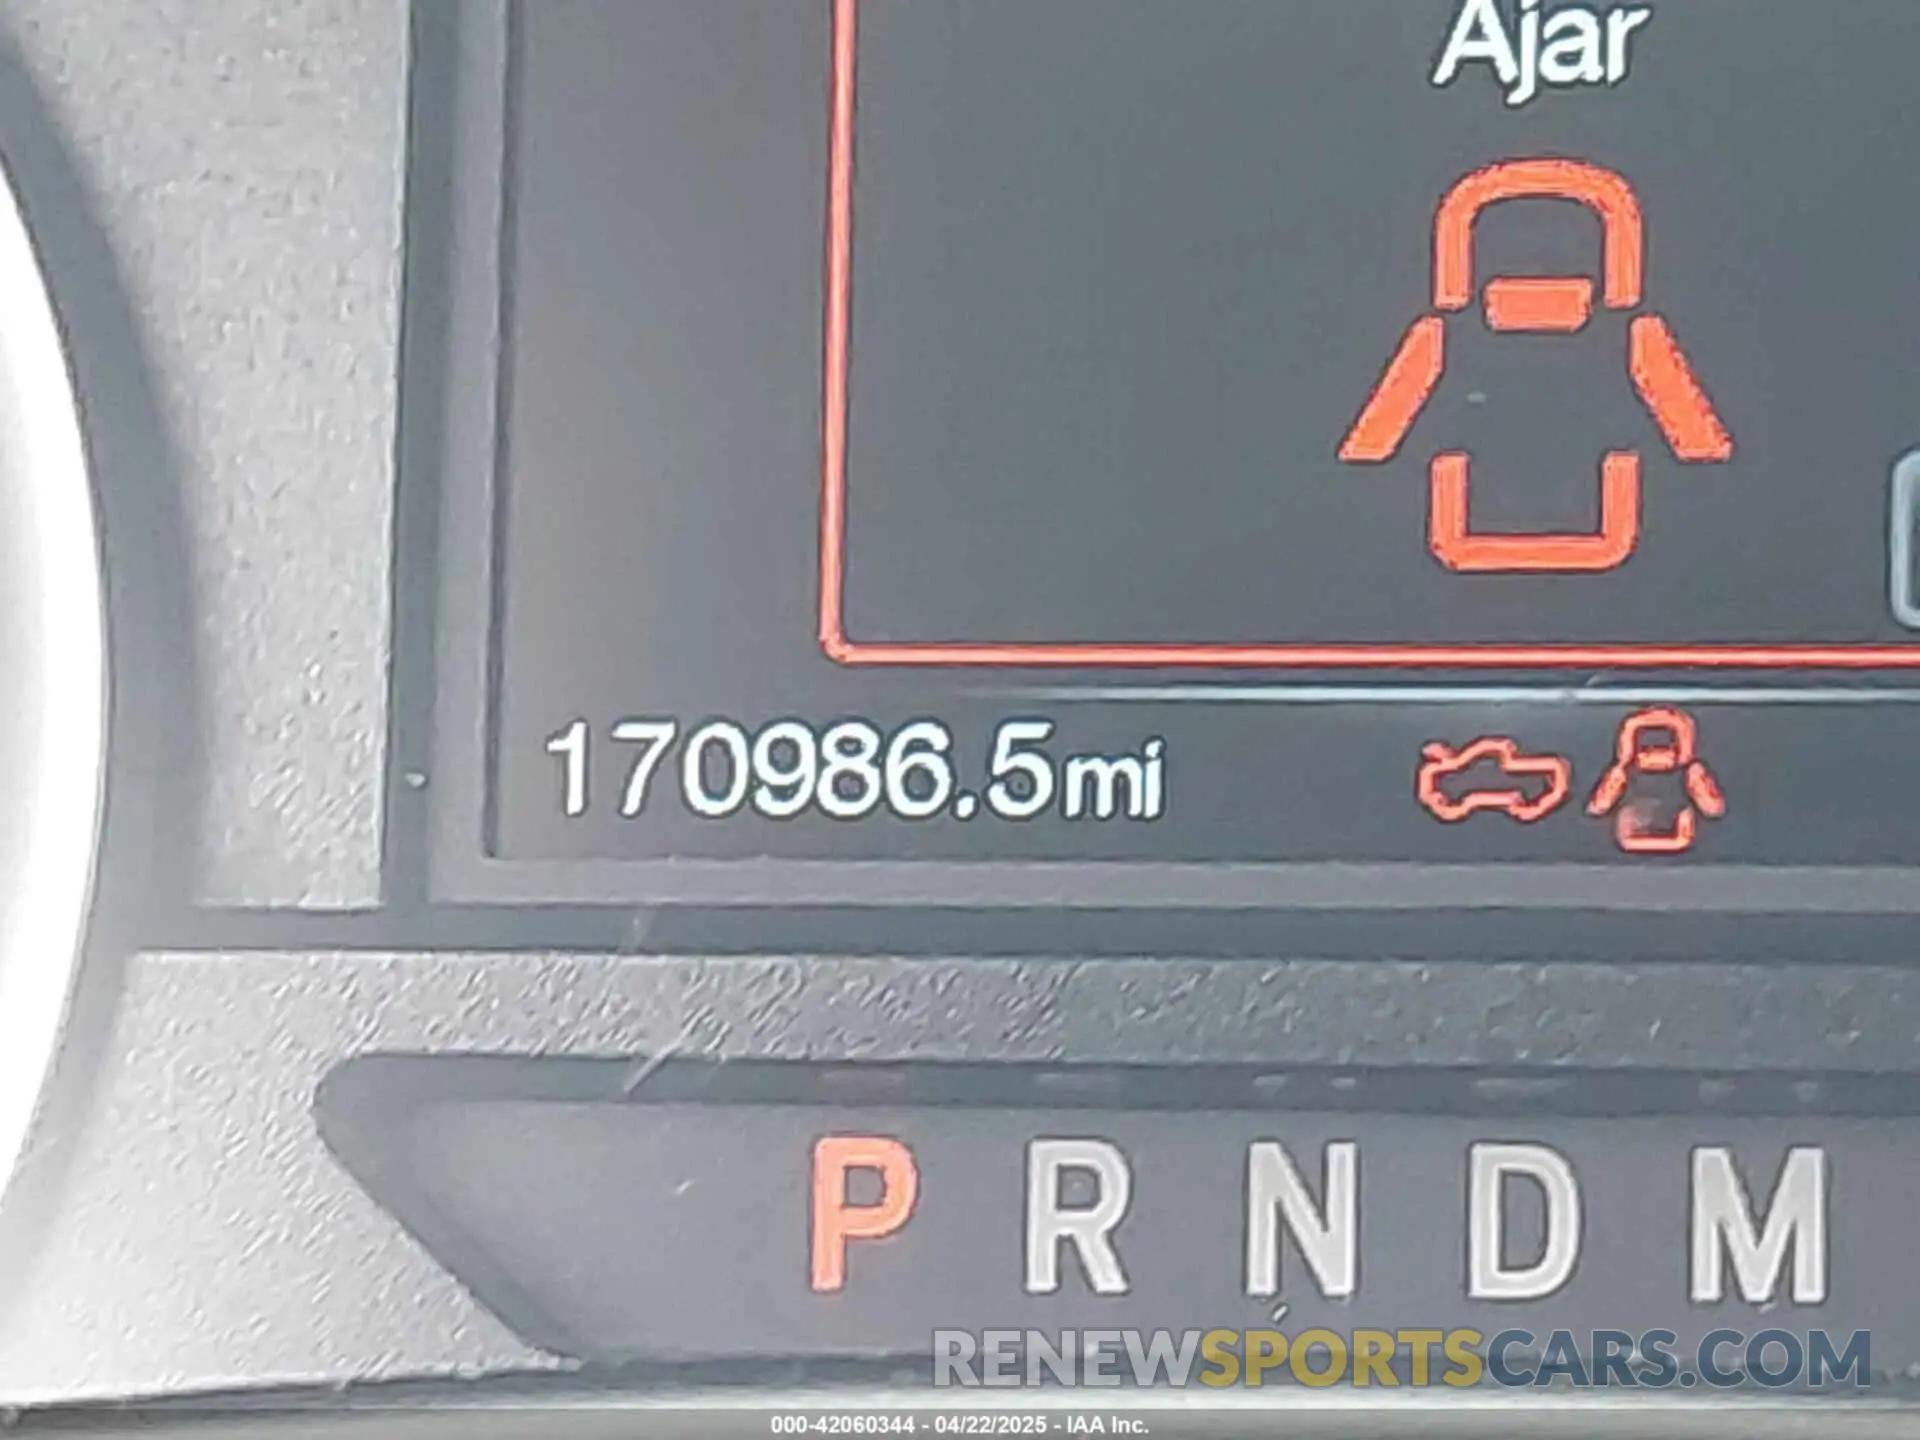 Ajar
170986.5mi
P R N D M
RENEWSPORTSCARS.COM
000-42060344 - 04/22/2025 - IAA Inc.